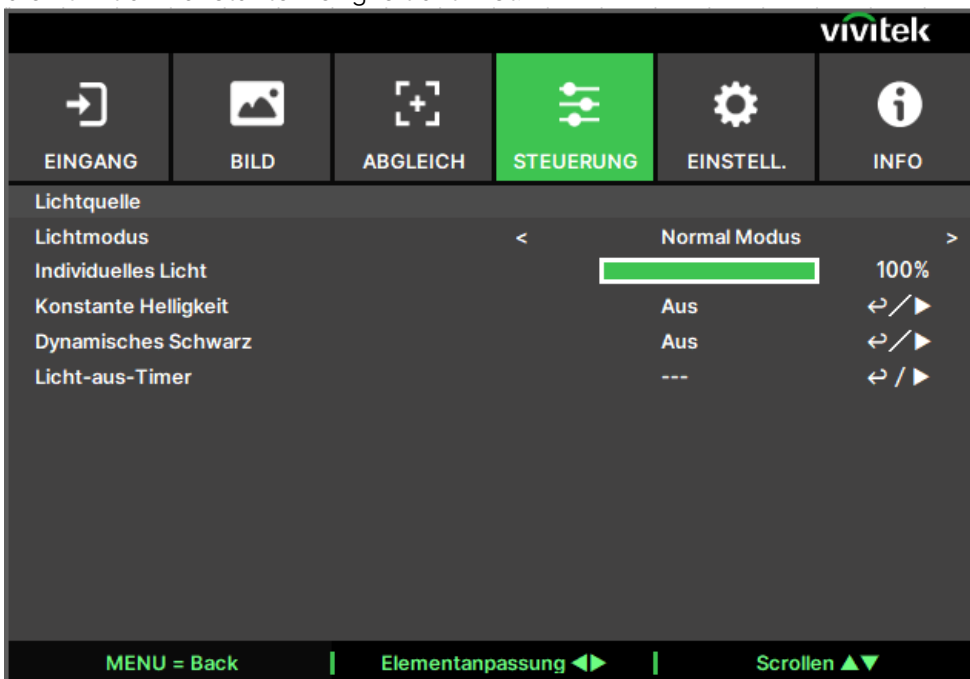 vivitek
EINGANG BILD ABGLEICH STEUERUNG EINSTELL. INFO
Lichtquelle
Lichtmodus < Normal Modus >
Individuelles Licht 100%
Konstante Helligkeit Aus ↩/▶
Dynamisches Schwarz Aus ↩/▶
Licht-aus-Timer --- ↩/▶
MENU = Back | Elementanpassung ◀▶ | Scrollen ▲▼